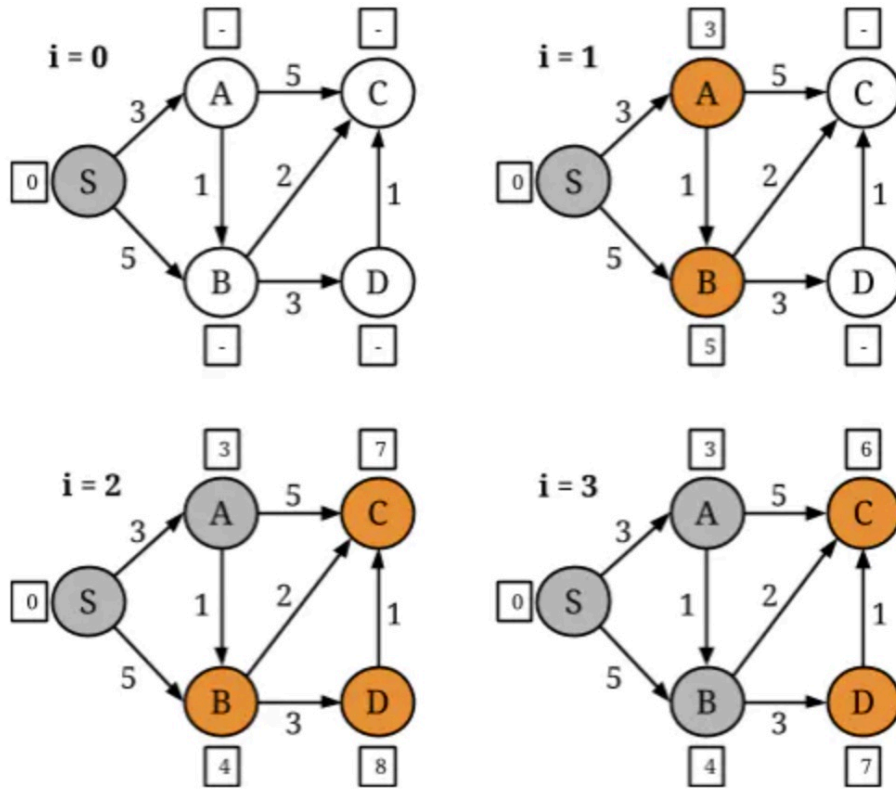 - -
i = 0
A 5 C
3
0 S 1 2 1
5
B 3 D
- -
3 -
i = 1
A 5 C
3
0 S 1 2 1
5
B 3 D
5 -
3 7
i = 2
A 5 C
3
0 S 1 2 1
5
B 3 D
4 8
3 6
i = 3
A 5 C
3
0 S 1 2 1
5
B 3 D
4 7